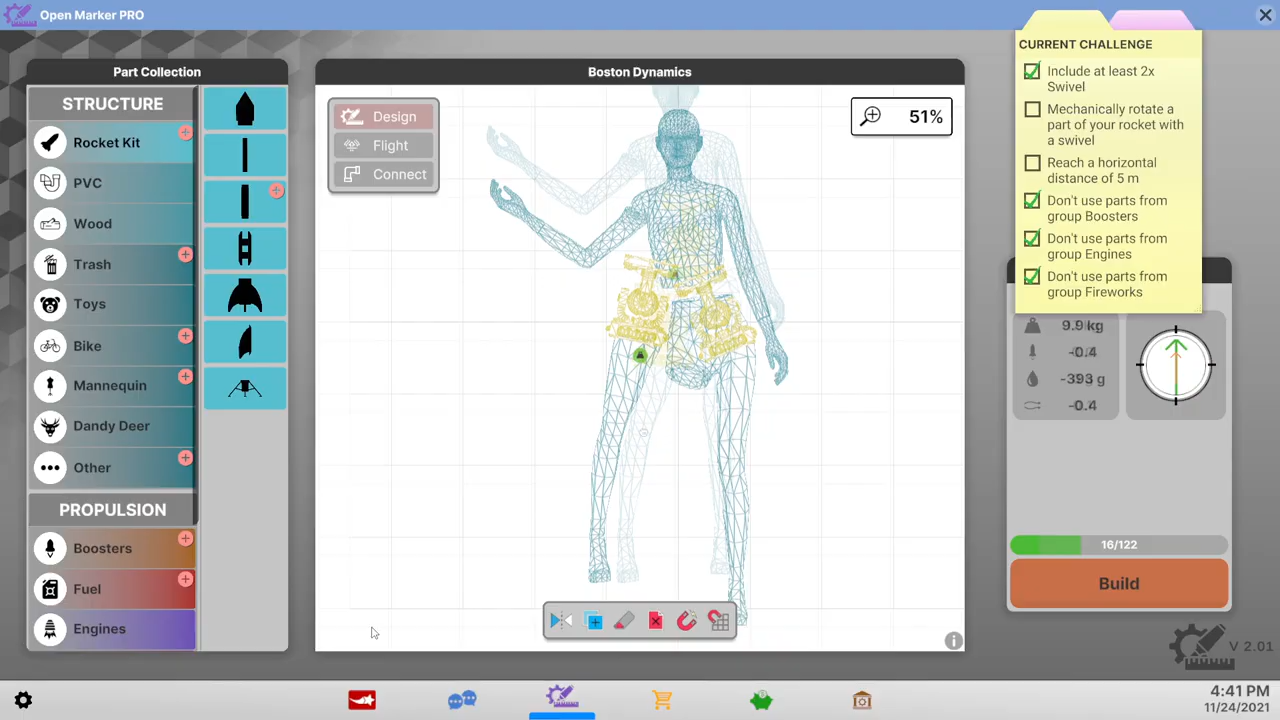 Open Marker PRO
Part Collection
STRUCTURE
Rocket Kit
PVC
Wood
Trash
Toys
Bike
Mannequin
Dandy Deer
Other
PROPULSION
Boosters
Fuel
Engines
Boston Dynamics
Design
Flight
Connect
51%
CURRENT CHALLENGE
Include at least 2x
Swivel
Mechanically rotate a
part of your rocket with
a swivel
Reach a horizontal
distance of 5 m
Don't use parts from
group Boosters
Don't use parts from
group Engines
Don't use parts from
group Fireworks
9.9 kg
-0.4
-393 g
-0.4
16/122
Build
V 2.01
4:41 PM
11/24/2021